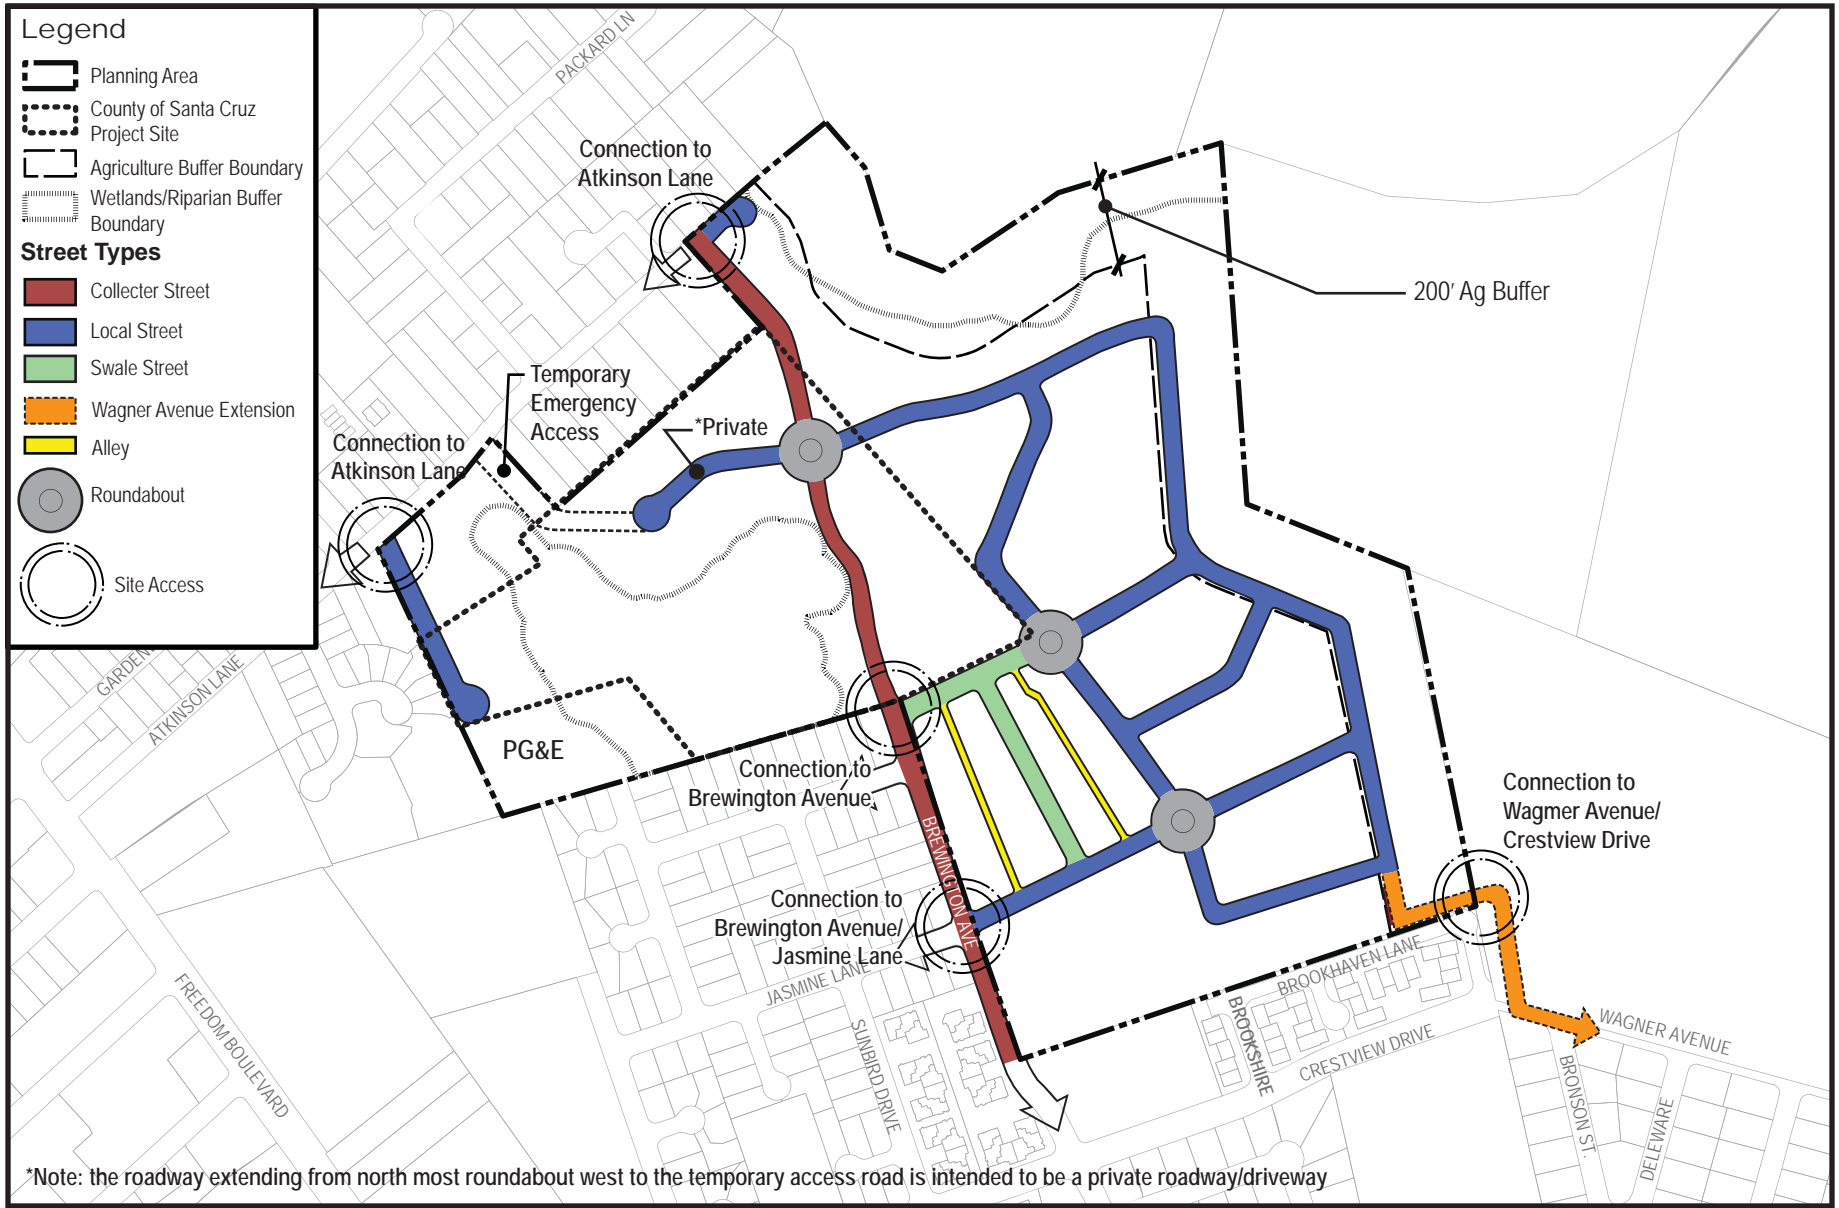 Legend
Planning Area
County of Santa Cruz
Project Site
Agriculture Buffer Boundary
Wetlands/Riparian Buffer
Boundary
Street Types
Collecter Street
Local Street
Swale Street
Wagner Avenue Extension
Alley
Roundabout
Site Access
PACKARD LN
Connection to
Atkinson Lane
200' Ag Buffer
Temporary
Emergency
Access
*Private
Connection to
Atkinson Lane
GARDEN
ATKINSON LANE
PG&E
Connection to
Brewington Avenue
BREWINGTON AVE
Connection to
Wagmer Avenue/
Crestview Drive
Connection to
Brewington Avenue/
Jasmine Lane
JASMINE LANE
FREEDOM BOULEVARD
SUNBIRD DRIVE
BROOKHAVEN LANE
BROOKSHIRE
CRESTVIEW DRIVE
WAGNER AVENUE
BRONSON ST.
DELEWARE
*Note: the roadway extending from north most roundabout west to the temporary access road is intended to be a private roadway/driveway